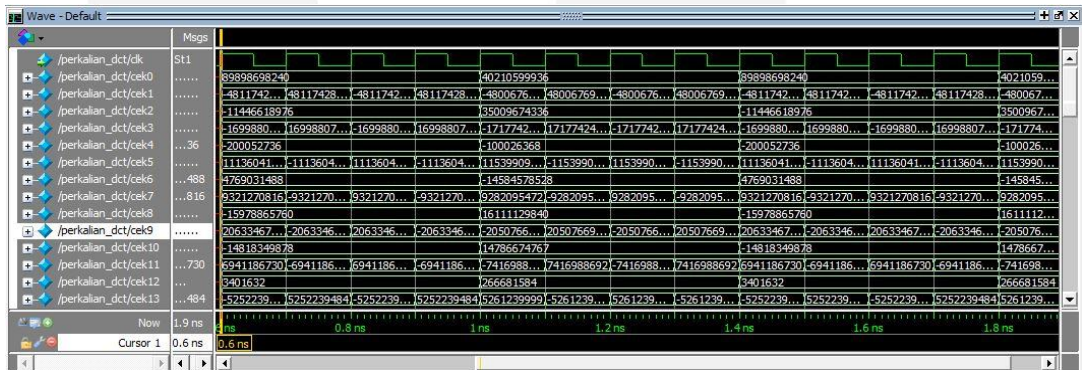 Wave - Default
Msgs
/perkalian_dct/clk St1
/perkalian_dct/cek0 ...... 89898698240 40210599936 89898698240 4021059...
/perkalian_dct/cek1 ...... -4811742... 48117428... -4811742... 48117428... -4800676... 48006769... -4800676... 48006769... -4811742... 48117428... -4811742... 48117428... -480067...
/perkalian_dct/cek2 ...... -11446618976 35009674336 -11446618976 3500967...
/perkalian_dct/cek3 ...... -1699880... 16998807... -1699880... 16998807... -1717742... 17177424... -1717742... 17177424... -1699880... 16998807... -1699880... 16998807... -171774...
/perkalian_dct/cek4 ...36 -200052736 -100026368 -200052736 -100026...
/perkalian_dct/cek5 ...... 11136041... -1113604... 1113604... -1113604... 11539909... -1153990... 1153990... -1153990... 11136041... -1113604... 11136041... -1113604... 1153990...
/perkalian_dct/cek6 ...488 4769031488 -14584578528 4769031488 -145845...
/perkalian_dct/cek7 ...816 9321270816 -9321270... 9321270... -9321270... 9282095472 -9282095... 9282095... -9282095... 9321270816 -9321270... 9321270816 -9321270... 9282095...
/perkalian_dct/cek8 ...... -15978865760 16111129840 -15978865760 1611112...
/perkalian_dct/cek9 ...... 20633467... -2063346... 2063346... -2063346... -2050766... 20507669... -2050766... 20507669... 20633467... -2063346... 20633467... -2063346... -205076...
/perkalian_dct/cek10 ...... -14818349878 14786674767 -14818349878 1478667...
/perkalian_dct/cek11 ...730 6941186730 -6941186... 6941186... -6941186... -7416988... 7416988692 -7416988... 7416988692 6941186730 -6941186... 6941186730 -6941186... -741698...
/perkalian_dct/cek12 ... 3401632 266681584 3401632 266681584
/perkalian_dct/cek13 ...484 -5252239... 5252239484 -5252239... 5252239484 5261239999 -5261239... 5261239... -5261239... -5252239... 5252239... -5252239... 5252239484 5261239...
Now 1.9 ns ns 0.8 ns 1 ns 1.2 ns 1.4 ns 1.6 ns 1.8 ns
Cursor 1 0.6 ns 0.6 ns